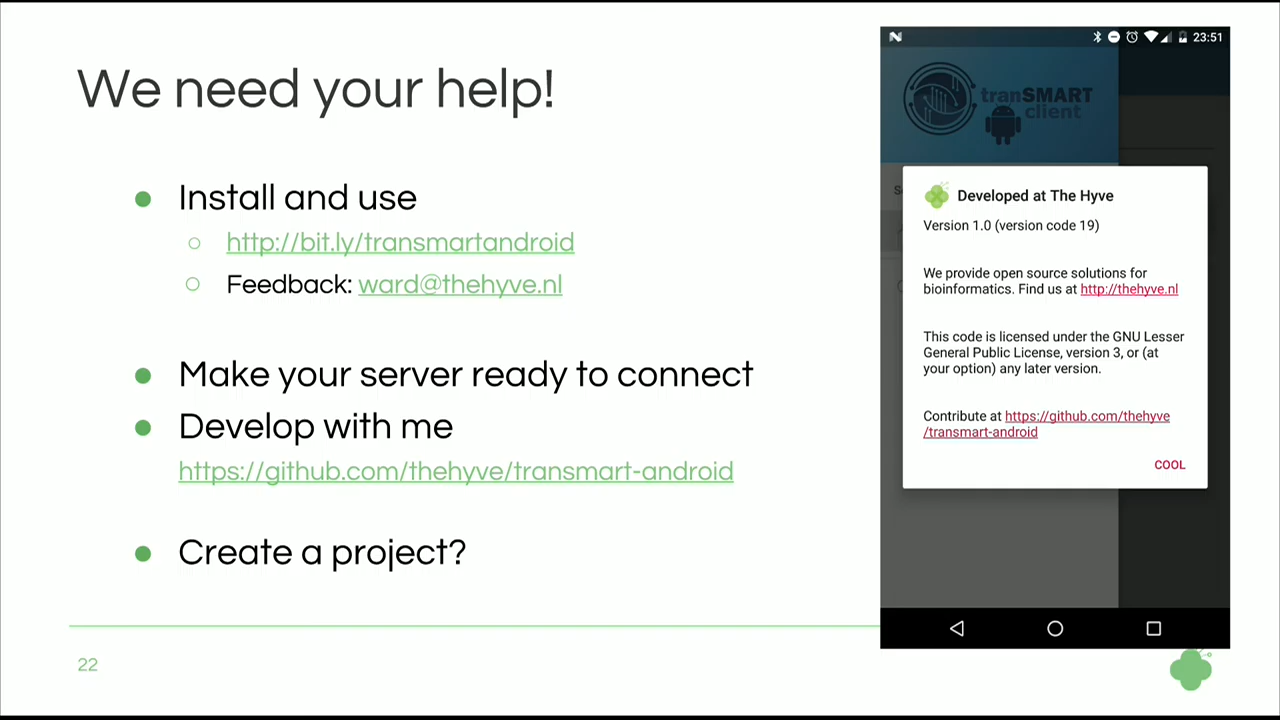 We need your help!
Install and use
http://bit.ly/transmartandroid
Feedback: ward@thehyve.nl
Make your server ready to connect
Develop with me
https://github.com/thehyve/transmart-android
Create a project?
22
23:51
tranSMART
client
Developed at The Hyve
Version 1.0 (version code 19)
We provide open source solutions for
bioinformatics. Find us at http://thehyve.nl
This code is licensed under the GNU Lesser
General Public License, version 3, or (at
your option) any later version.
Contribute at https://github.com/thehyve
/transmart-android
COOL